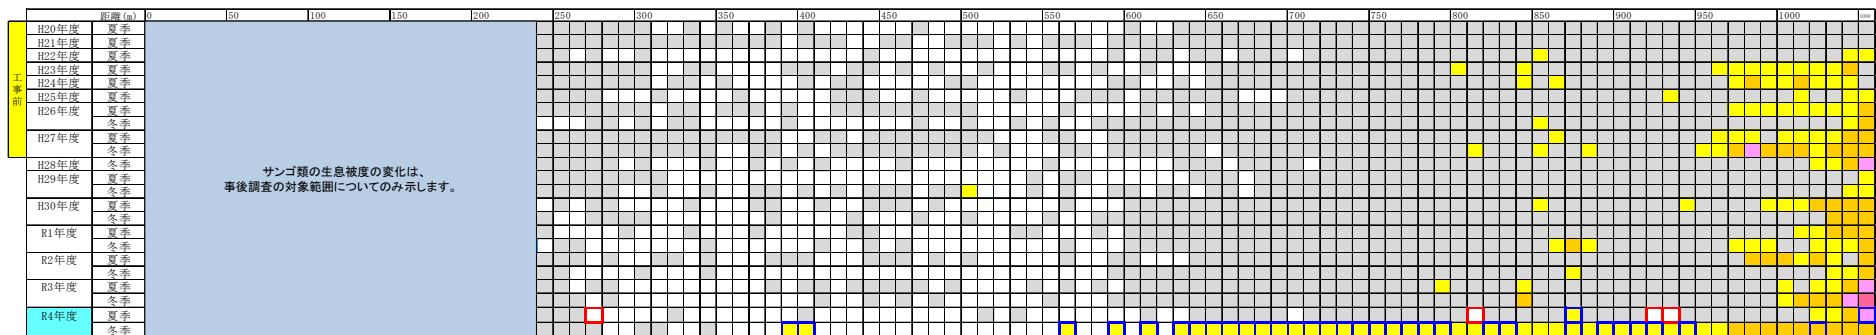 距離(m) 0 50 100 150 200 250 300 350 400 450 500 550 600 650 700 750 800 850 900 950 1000
工事前
H20年度 夏季
H21年度 夏季
H22年度 夏季
H23年度 夏季
H24年度 夏季
H25年度 夏季
H26年度 夏季
冬季
H27年度 夏季
冬季
H28年度 冬季
H29年度 夏季
冬季
H30年度 夏季
冬季
R1年度 夏季
冬季
R2年度 夏季
冬季
R3年度 夏季
冬季
R4年度 夏季
冬季
サンゴ類の生息被度の変化は、
事後調査の対象範囲についてのみ示します。